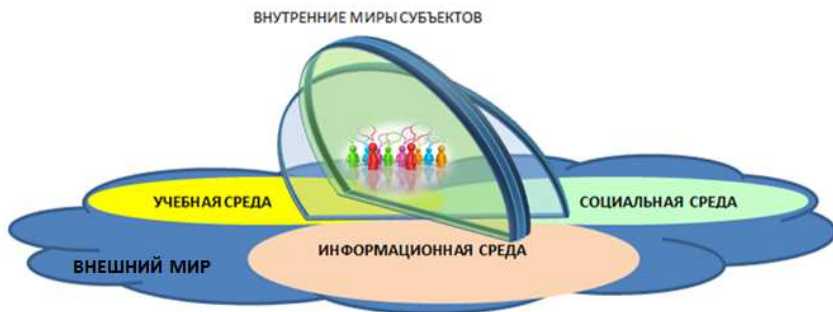 ВНУТРЕННИЕ МИРЫ СУБЪЕКТОВ
УЧЕБНАЯ СРЕДА
СОЦИАЛЬНАЯ СРЕДА
ИНФОРМАЦИОННАЯ СРЕДА
ВНЕШНИЙ МИР